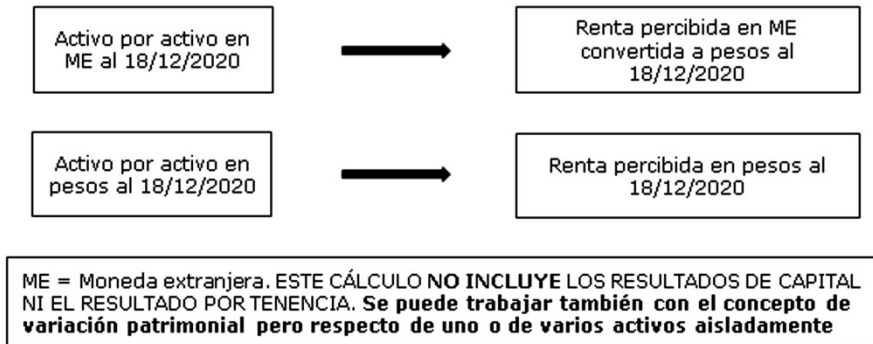 Activo por activo en
ME al 18/12/2020
Renta percibida en ME
convertida a pesos al
18/12/2020
Activo por activo en
pesos al 18/12/2020
Renta percibida en pesos al
18/12/2020
ME = Moneda extranjera. ESTE CÁLCULO NO INCLUYE LOS RESULTADOS DE CAPITAL
NI EL RESULTADO POR TENENCIA. Se puede trabajar también con el concepto de
variación patrimonial pero respecto de uno o de varios activos aisladamente